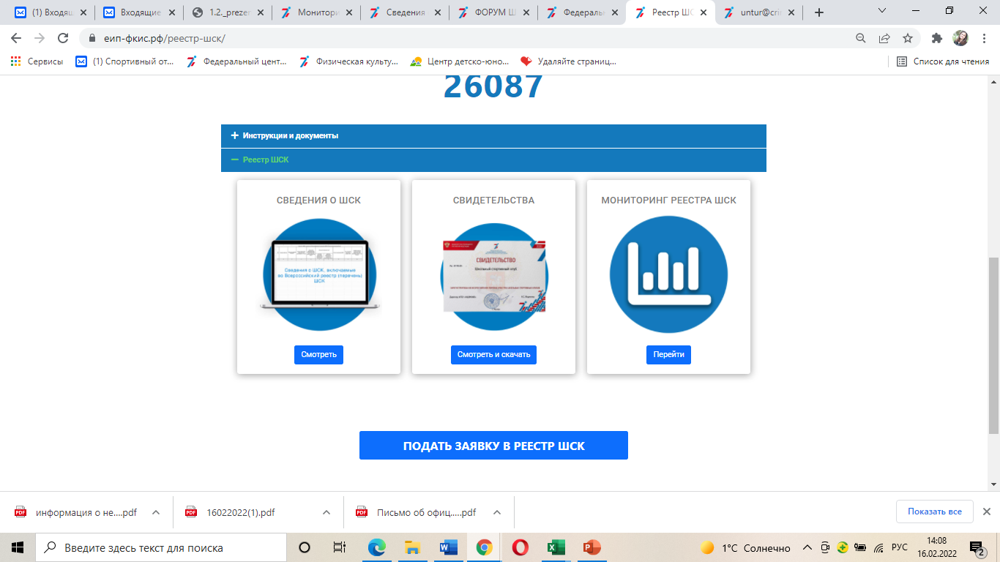 (1) Входящ
Входящие
1.2._prezen
Монитори
Сведения
ФОРУМ Ш
Федераль
Реестр ШС
untur@crim
еип-фкис.рф/реестр-шск/
Сервисы
(1) Спортивный от...
Федеральный цент...
Физическая культу...
Центр детско-юно...
Удаляйте страниц...
Список для чтения
26087
Инструкции и документы
Реестр ШСК
СВЕДЕНИЯ О ШСК
СВИДЕТЕЛЬСТВА
МОНИТОРИНГ РЕЕСТРА ШСК
Сведения о ШСК, включаемые
во Всероссийский реестр (перечень)
ШСК
СВИДЕТЕЛЬСТВО
Школьный спортивный клуб
Смотреть
Смотреть и скачать
Перейти
ПОДАТЬ ЗАЯВКУ В РЕЕСТР ШСК
информация о не....pdf
16022022(1).pdf
Письмо об офиц.....pdf
Показать все
Введите здесь текст для поиска
1°C Солнечно
РУС
14:08
16.02.2022
2